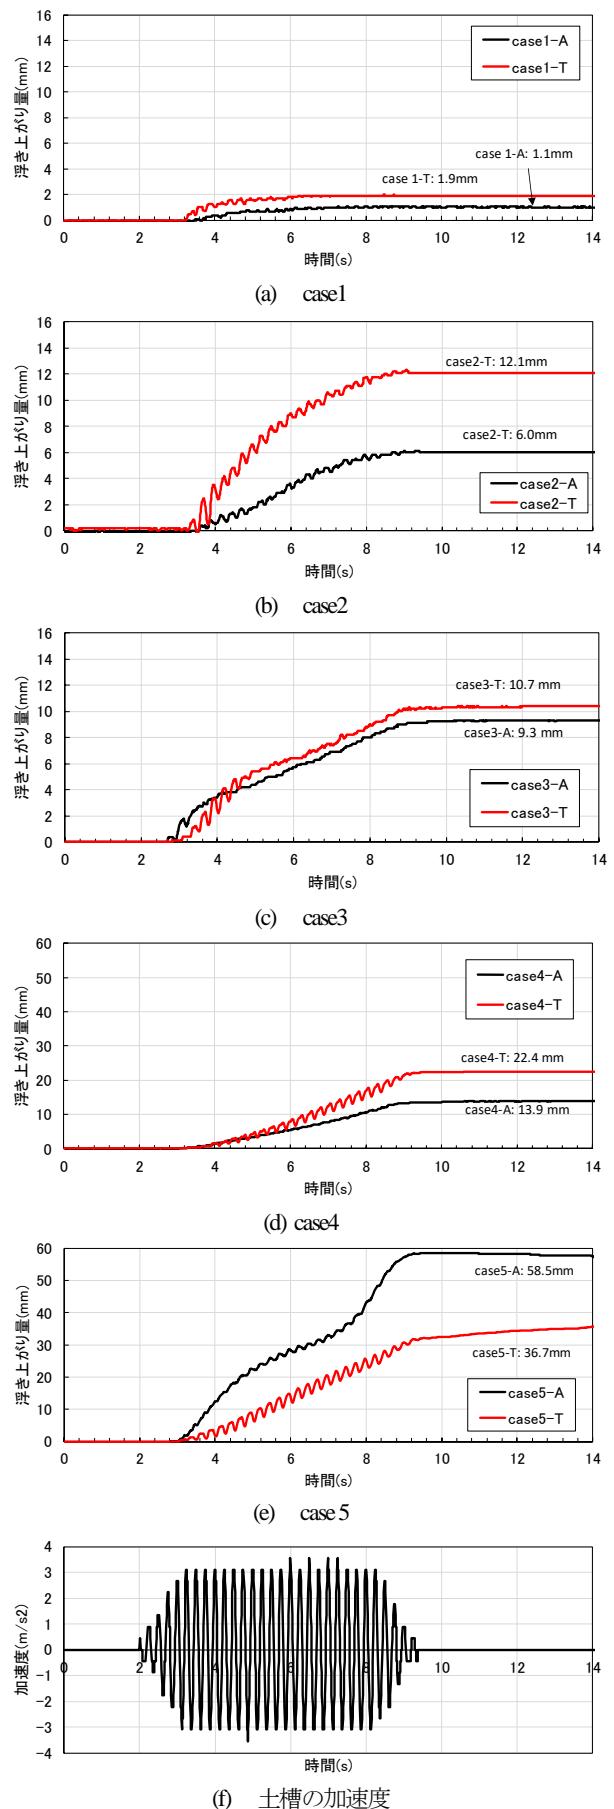 16
14
12
10
8
6
4
2
0
浮き上がり量(mm)
case1-A
case1-T
case 1-A: 1.1mm
case 1-T: 1.9mm
0 2 4 6 8 10 12 14
時間(s)
(a) case1
16
14
12
10
8
6
4
2
0
浮き上がり量(mm)
case2-T: 12.1mm
case2-T: 6.0mm
case2-A
case2-T
0 2 4 6 8 10 12 14
時間(s)
(b) case2
16
14
12
10
8
6
4
2
0
浮き上がり量(mm)
case3-T: 10.7 mm
case3-A: 9.3 mm
case3-A
case3-T
0 2 4 6 8 10 12 14
時間(s)
(c) case3
60
50
40
30
20
10
0
浮き上がり量(mm)
case4-A
case4-T
case4-T: 22.4 mm
case4-A: 13.9 mm
0 2 4 6 8 10 12 14
時間(s)
(d) case4
60
50
40
30
20
10
0
浮き上がり量(mm)
case5-A: 58.5mm
case5-T: 36.7mm
case5-A
case5-T
0 2 4 6 8 10 12 14
時間(s)
(e) case 5
4
3
2
1
0
-1
-2
-3
-4
加速度(m/s2)
0 2 4 6 8 10 12 14
時間(s)
(f) 土槽の加速度